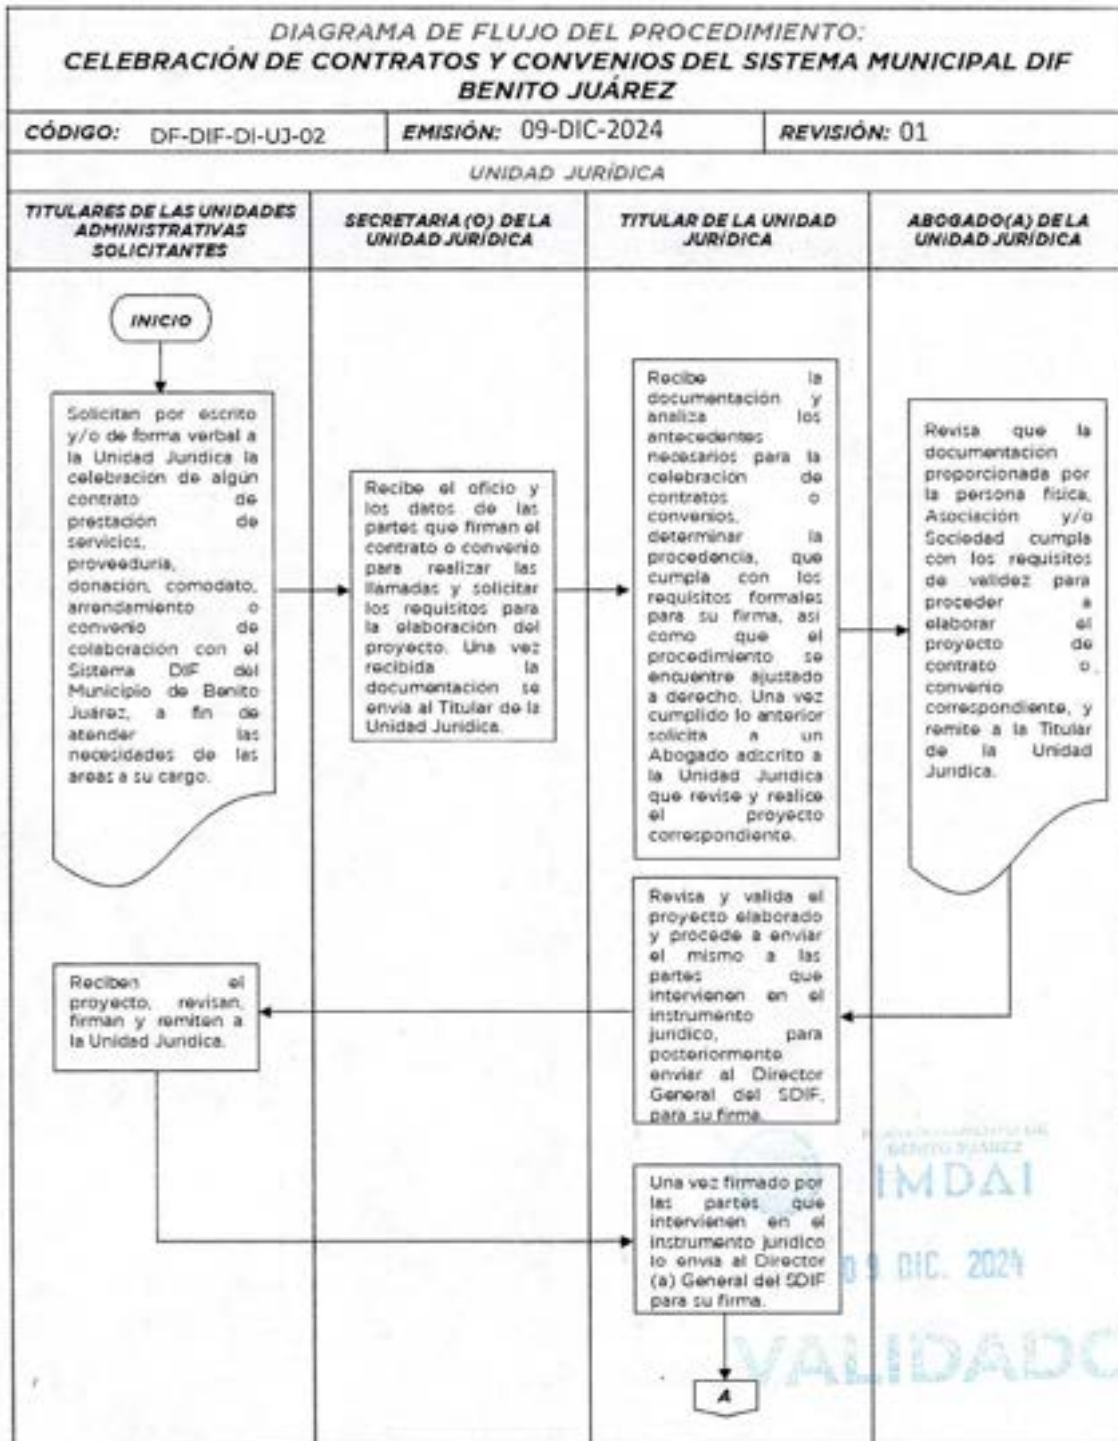 DIAGRAMA DE FLUJO DEL PROCEDIMIENTO:
CELEBRACIÓN DE CONTRATOS Y CONVENIOS DEL SISTEMA MUNICIPAL DIF
BENITO JUÁREZ
CÓDIGO: DF-DIF-DI-UJ-02 EMISIÓN: 09-DIC-2024 REVISIÓN: 01
UNIDAD JURÍDICA
TITULARES DE LAS UNIDADES
ADMINISTRATIVAS
SOLICITANTES
SECRETARIA (O) DE LA
UNIDAD JURÍDICA
TITULAR DE LA UNIDAD
JURÍDICA
ABOGADO(A) DE LA
UNIDAD JURÍDICA
INICIO
Solicitan por escrito
y/o de forma verbal a
la Unidad Jurídica la
celebración de algún
contrato de
prestación de
servicios,
proveeduría,
donación, comodato,
arrendamiento o
convenio de
colaboración con el
Sistema DIF del
Municipio de Benito
Juárez, a fin de
atender las
necesidades de las
áreas a su cargo.
Recibe el oficio y
los datos de las
partes que firman el
contrato o convenio
para realizar las
llamadas y solicitar
los requisitos para
la elaboración del
proyecto. Una vez
recibida la
documentación se
envía al Titular de la
Unidad Jurídica.
Recibe la
documentación y
analiza los
antecedentes
necesarios para la
celebración de
contratos o
convenios,
determinar la
procedencia, que
cumpla con los
requisitos formales
para su firma, así
como que el
procedimiento se
encuentre ajustado
a derecho. Una vez
cumplido lo anterior
solicita a un
Abogado adscrito a
la Unidad Jurídica
que revise y realice
el proyecto
correspondiente.
Revisa que la
documentación
proporcionada por
la persona física,
Asociación y/o
Sociedad cumpla
con los requisitos
de validez para
proceder a
elaborar el
proyecto de
contrato o
convenio
correspondiente, y
remite a la Titular
de la Unidad
Jurídica.
Revisa y valida el
proyecto elaborado
y procede a enviar
el mismo a las
partes que
intervienen en el
instrumento
jurídico, para
posteriormente
enviar al Director
General del SDIF,
para su firma.
Reciben el
proyecto, revisan,
firman y remiten a
la Unidad Jurídica.
Una vez firmado por
las partes que
intervienen en el
instrumento jurídico
lo envía al Director
(a) General del SDIF
para su firma.
A
BENITO JUÁREZ
IMDAI
09 DIC. 2024
VALIDADO